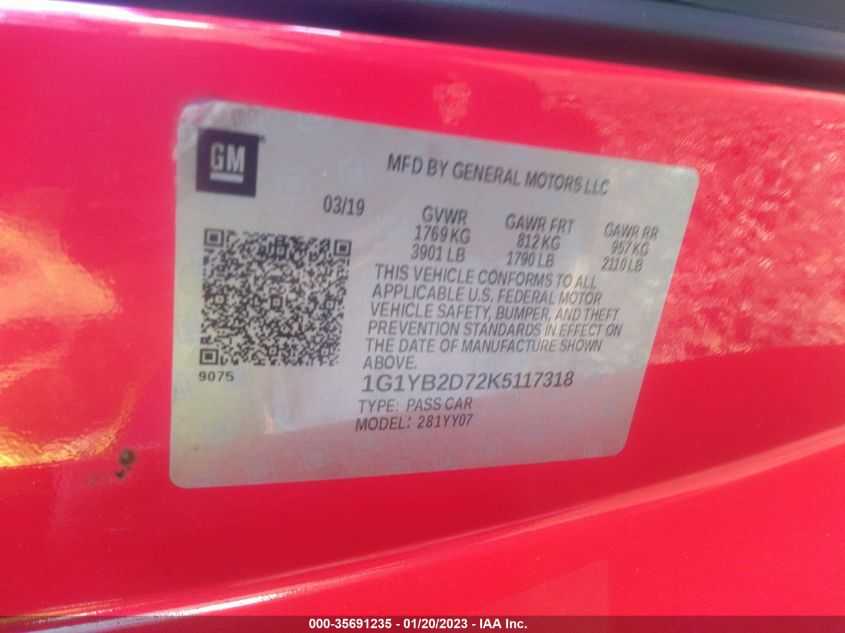 GM
MFD BY GENERAL MOTORS LLC
03/19
GVWR GAWR FRT GAWR RR
1769 KG 812 KG 957 KG
3901 LB 1790 LB 2110 LB
THIS VEHICLE CONFORMS TO ALL
APPLICABLE U.S. FEDERAL MOTOR
VEHICLE SAFETY, BUMPER, AND THEFT
PREVENTION STANDARDS IN EFFECT ON
THE DATE OF MANUFACTURE SHOWN
ABOVE.
9075
1G1YB2D72K5117318
TYPE: PASS CAR
MODEL: 281YY07
000-35691235 - 01/20/2023 - IAA Inc.